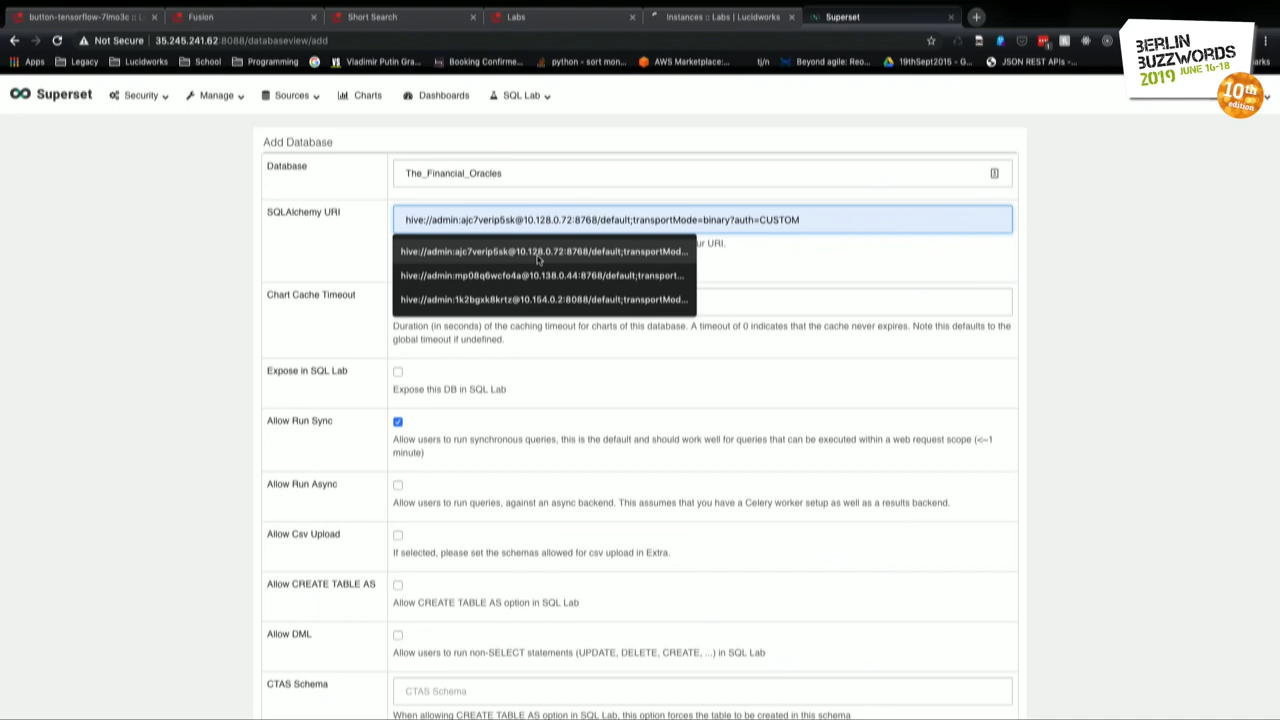 button-tensorflow-7imo3c :: L
Fusion
Short Search
Labs
Instances :: Labs | Lucidworks
Superset
Not Secure | 35.245.241.62:8088/databaseview/add
Apps
Legacy
Lucidworks
School
Programming
Vladimir Putin Gra...
Booking Confirme...
python - sort mon...
AWS Marketplace:...
tj/n
Beyond agile: Reo...
19thSept2015 - G...
JSON REST APIs -...
arks
BERLIN
BUZZWORDS
2019 JUNE 16-18
10th
edition
Superset
Security
Manage
Sources
Charts
Dashboards
SQL Lab
Add Database
Database
The_Financial_Oracles
SQLAlchemy URI
hive://admin:ajc7verip5sk@10.128.0.72:8768/default;transportMode=binary?auth=CUSTOM
ur URI.
hive://admin:ajc7verip5sk@10.128.0.72:8768/default;transportMod...
hive://admin:mp08q6wcfo4a@10.138.0.44:8768/default;transport...
hive://admin:1k2bgxk8krtz@10.154.0.2:8088/default;transportMod...
Chart Cache Timeout
Duration (in seconds) of the caching timeout for charts of this database. A timeout of 0 indicates that the cache never expires. Note this defaults to the
global timeout if undefined.
Expose in SQL Lab
Expose this DB in SQL Lab
Allow Run Sync
Allow users to run synchronous queries, this is the default and should work well for queries that can be executed within a web request scope (<~1
minute)
Allow Run Async
Allow users to run queries, against an async backend. This assumes that you have a Celery worker setup as well as a results backend.
Allow Csv Upload
If selected, please set the schemas allowed for csv upload in Extra.
Allow CREATE TABLE AS
Allow CREATE TABLE AS option in SQL Lab
Allow DML
Allow users to run non-SELECT statements (UPDATE, DELETE, CREATE, ...) in SQL Lab
CTAS Schema
CTAS Schema
When allowing CREATE TABLE AS option in SQL Lab, this option forces the table to be created in this schema